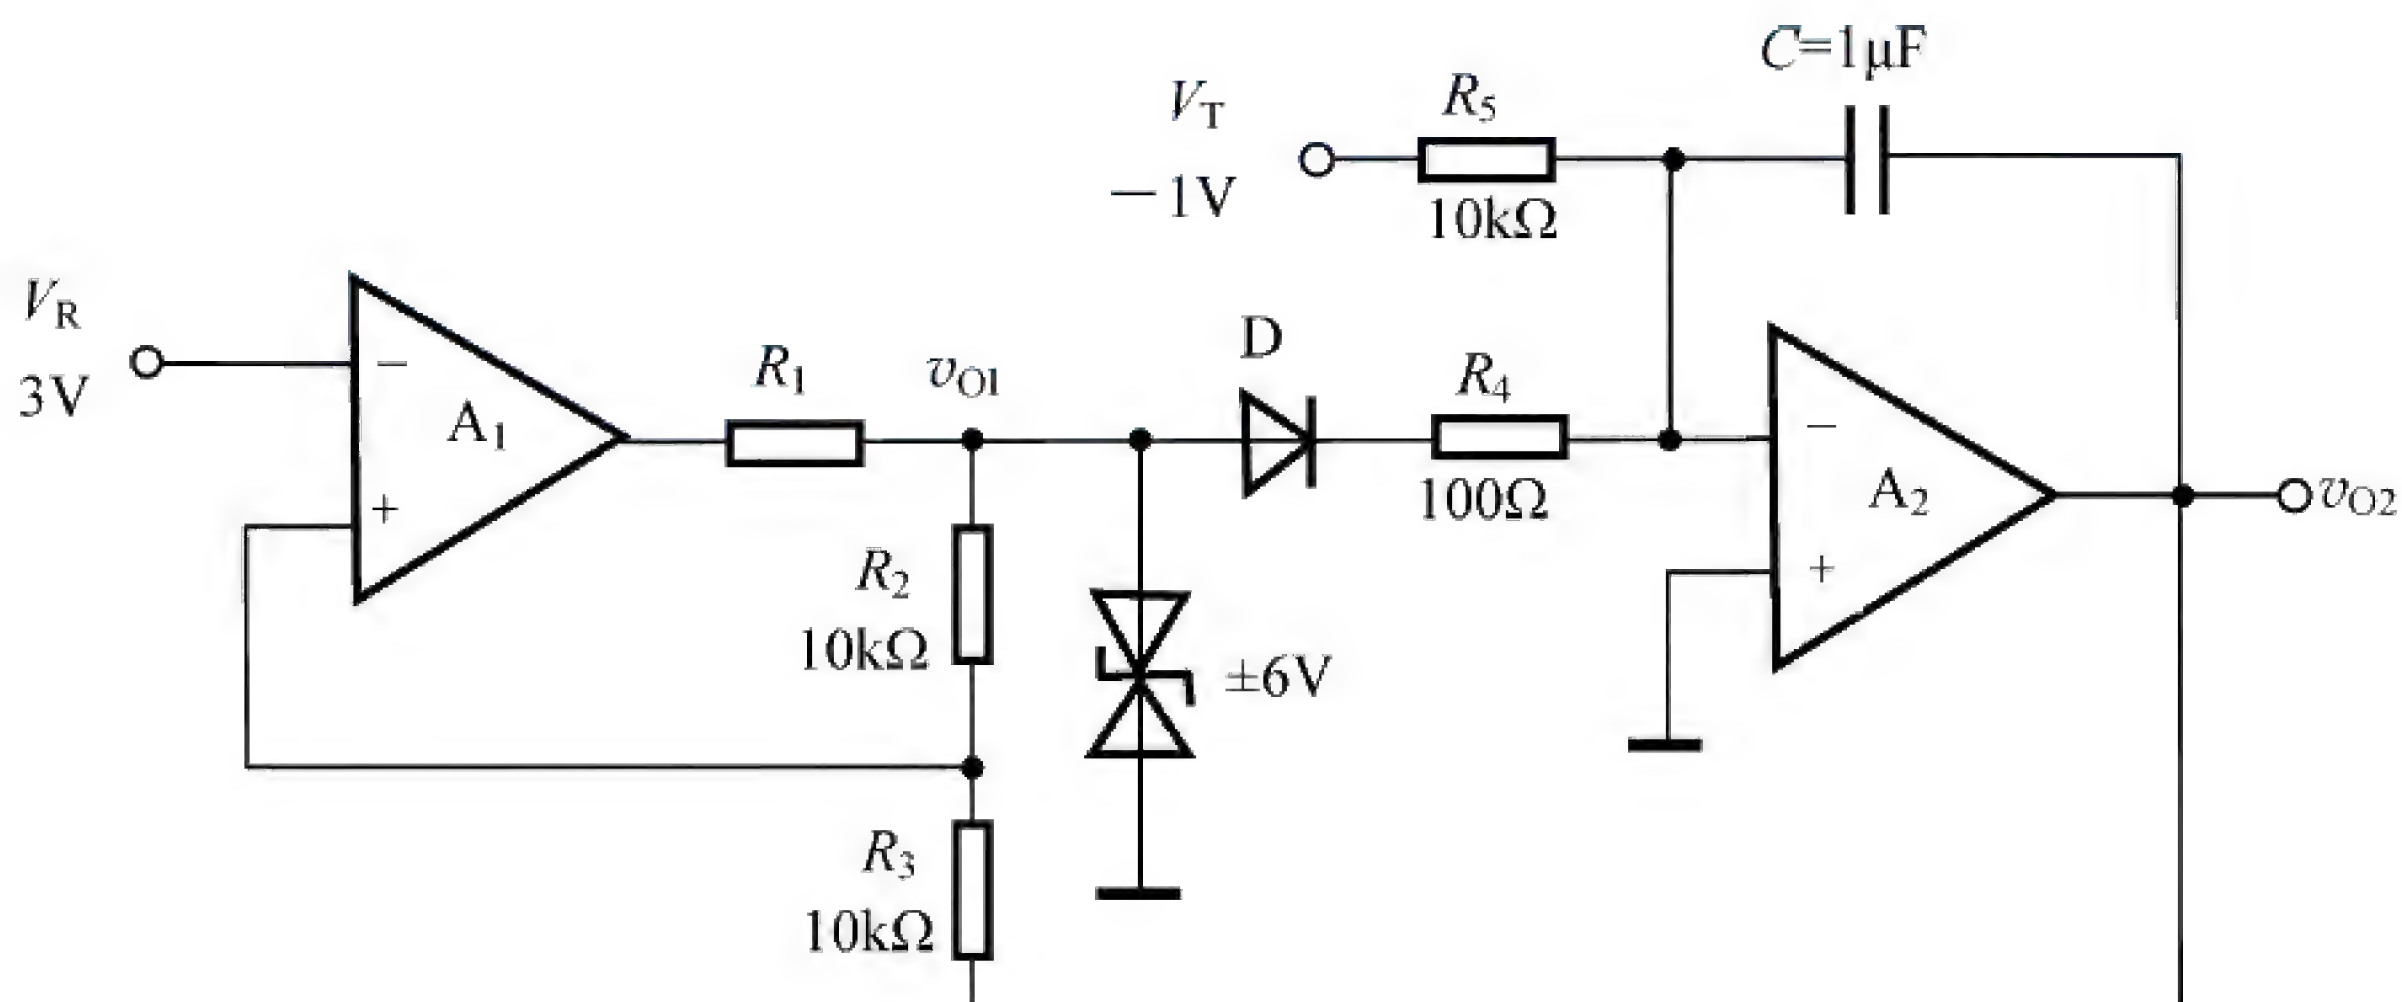 C=1μF
V_T
−1V
R_5
10kΩ
V_R
3V
−
+
A_1
R_1
v_O1
D
R_4
100Ω
−
+
A_2
v_O2
R_2
10kΩ
±6V
R_3
10kΩ